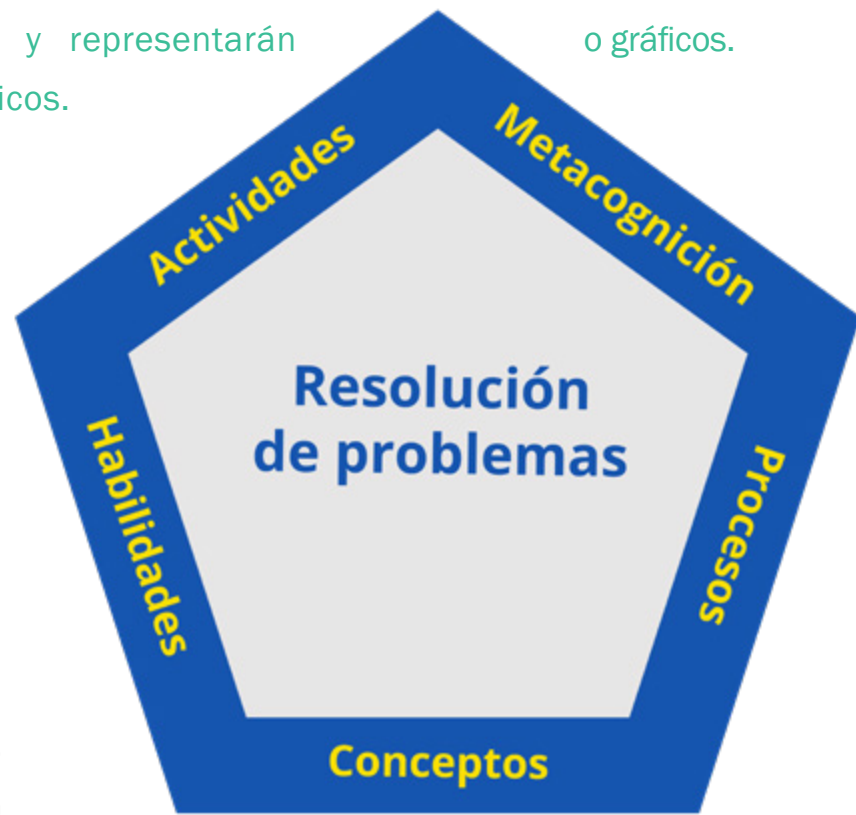 y representarán o gráficos.
icos.
Actividades
Metacognición
Resolución
de problemas
Habilidades
Procesos
Conceptos